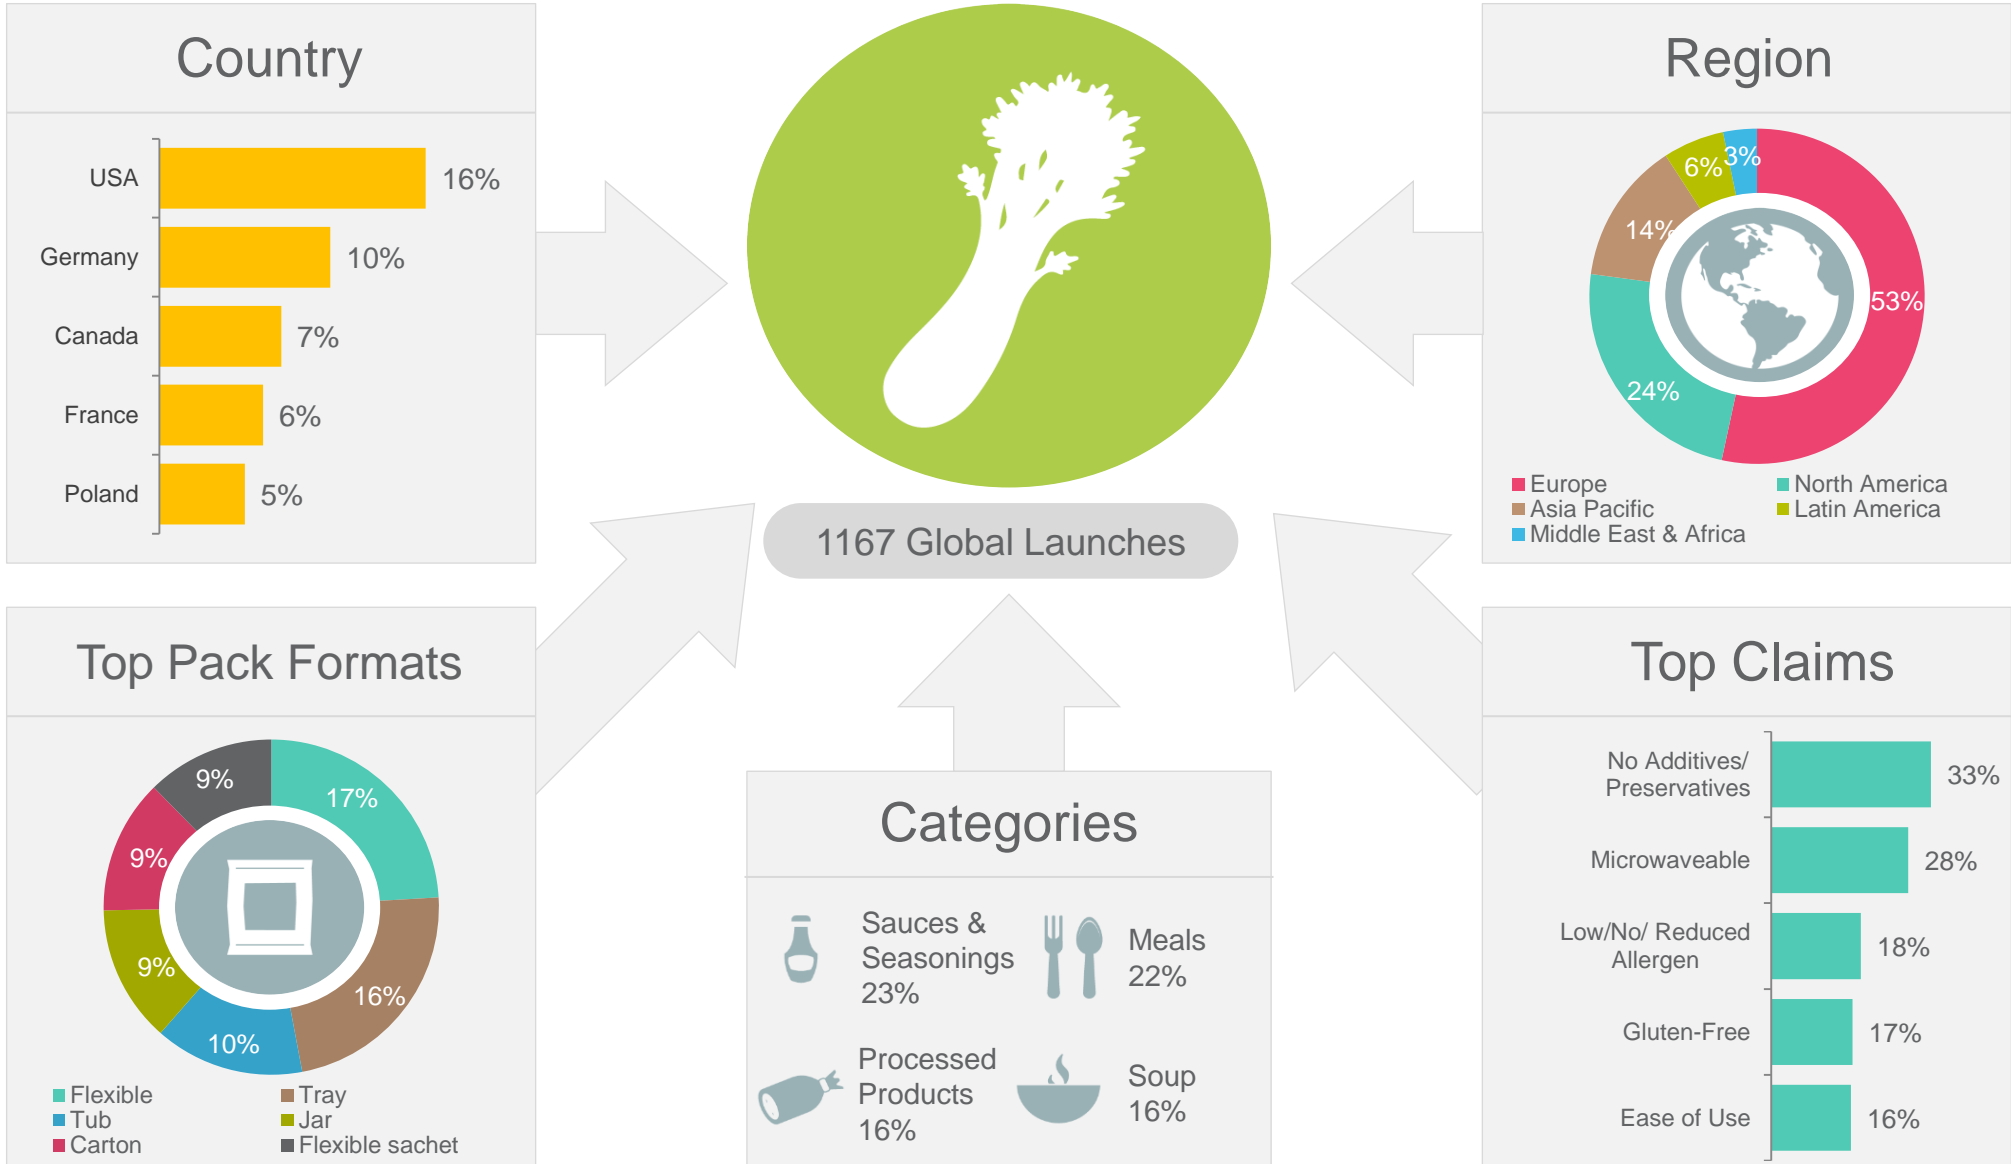 Country
USA
16%
Germany
10%
Canada
7%
France
6%
Poland
5%
1167 Global Launches
Region
3%
6%
14%
53%
24%
Europe
North America
Asia Pacific
Latin America
Middle East & Africa
Top Pack Formats
9%
17%
9%
9%
16%
10%
Flexible
Tray
Tub
Jar
Carton
Flexible sachet
Categories
Sauces &
Seasonings
23%
Meals
22%
Processed
Products
16%
Soup
16%
Top Claims
No Additives/
Preservatives
33%
Microwaveable
28%
Low/No/ Reduced
Allergen
18%
Gluten-Free
17%
Ease of Use
16%